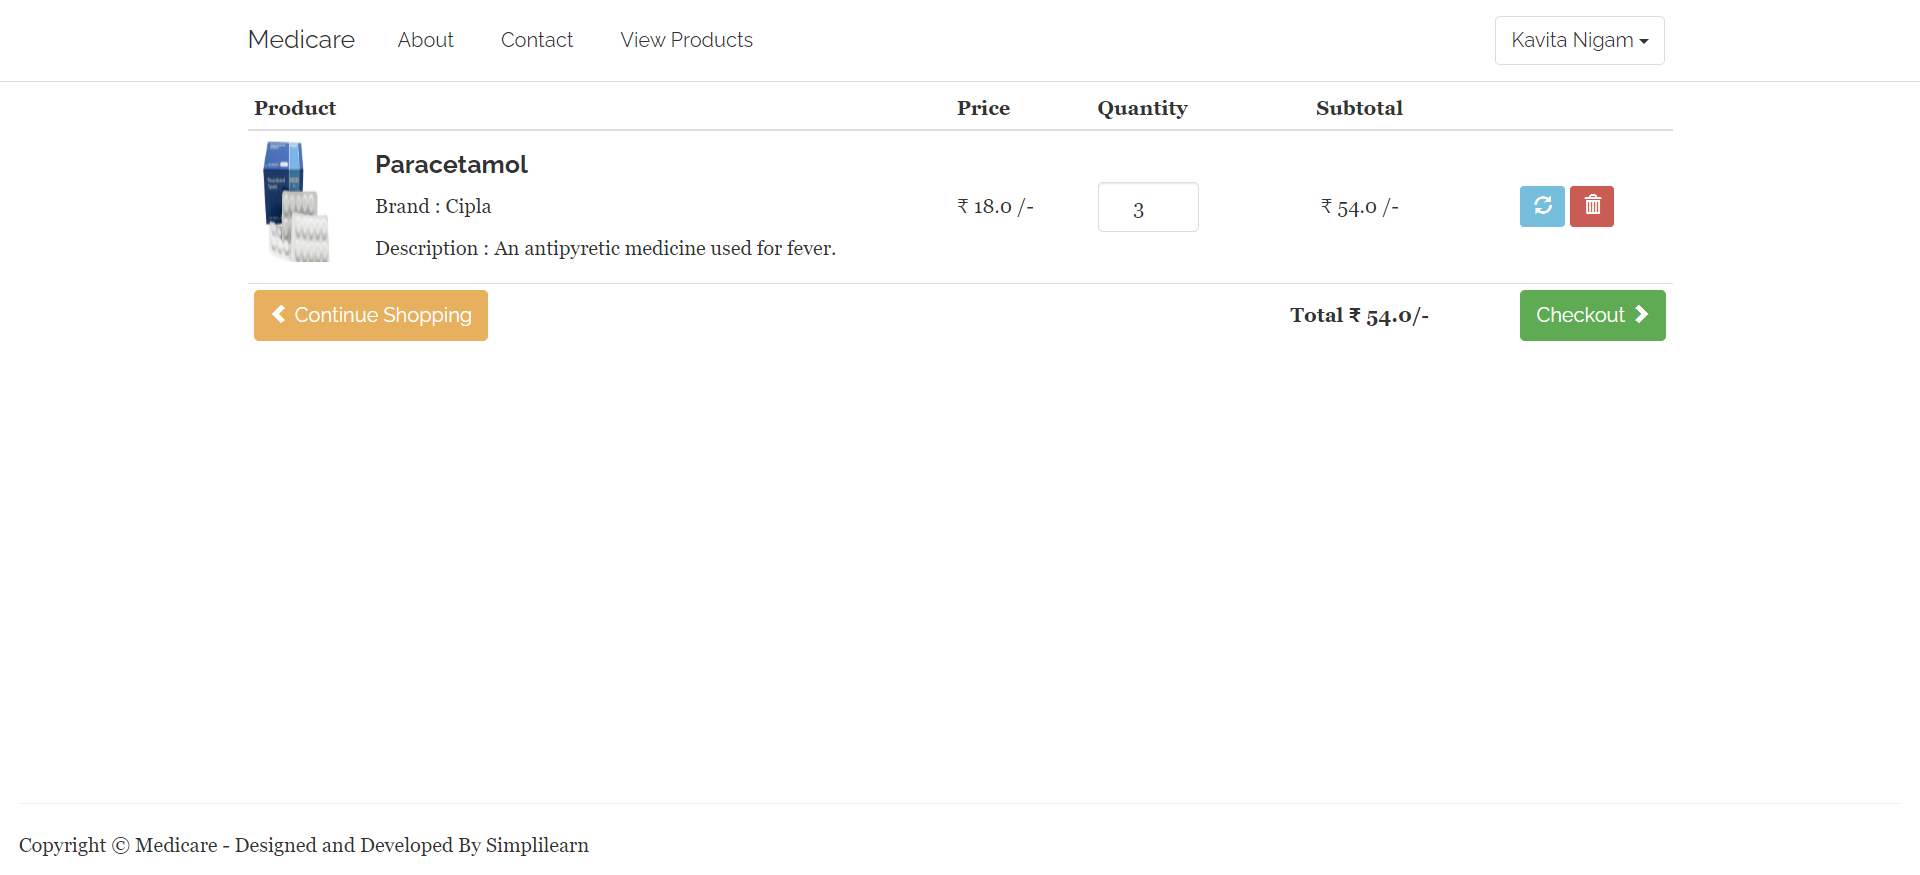 Medicare About Contact View Products Kavita Nigam
Product Price Quantity Subtotal
Paracetamol
Brand : Cipla
₹ 18.0 /- 3 ₹ 54.0 /-
Description : An antipyretic medicine used for fever.
Continue Shopping Total ₹ 54.0/- Checkout
Copyright © Medicare - Designed and Developed By Simplilearn